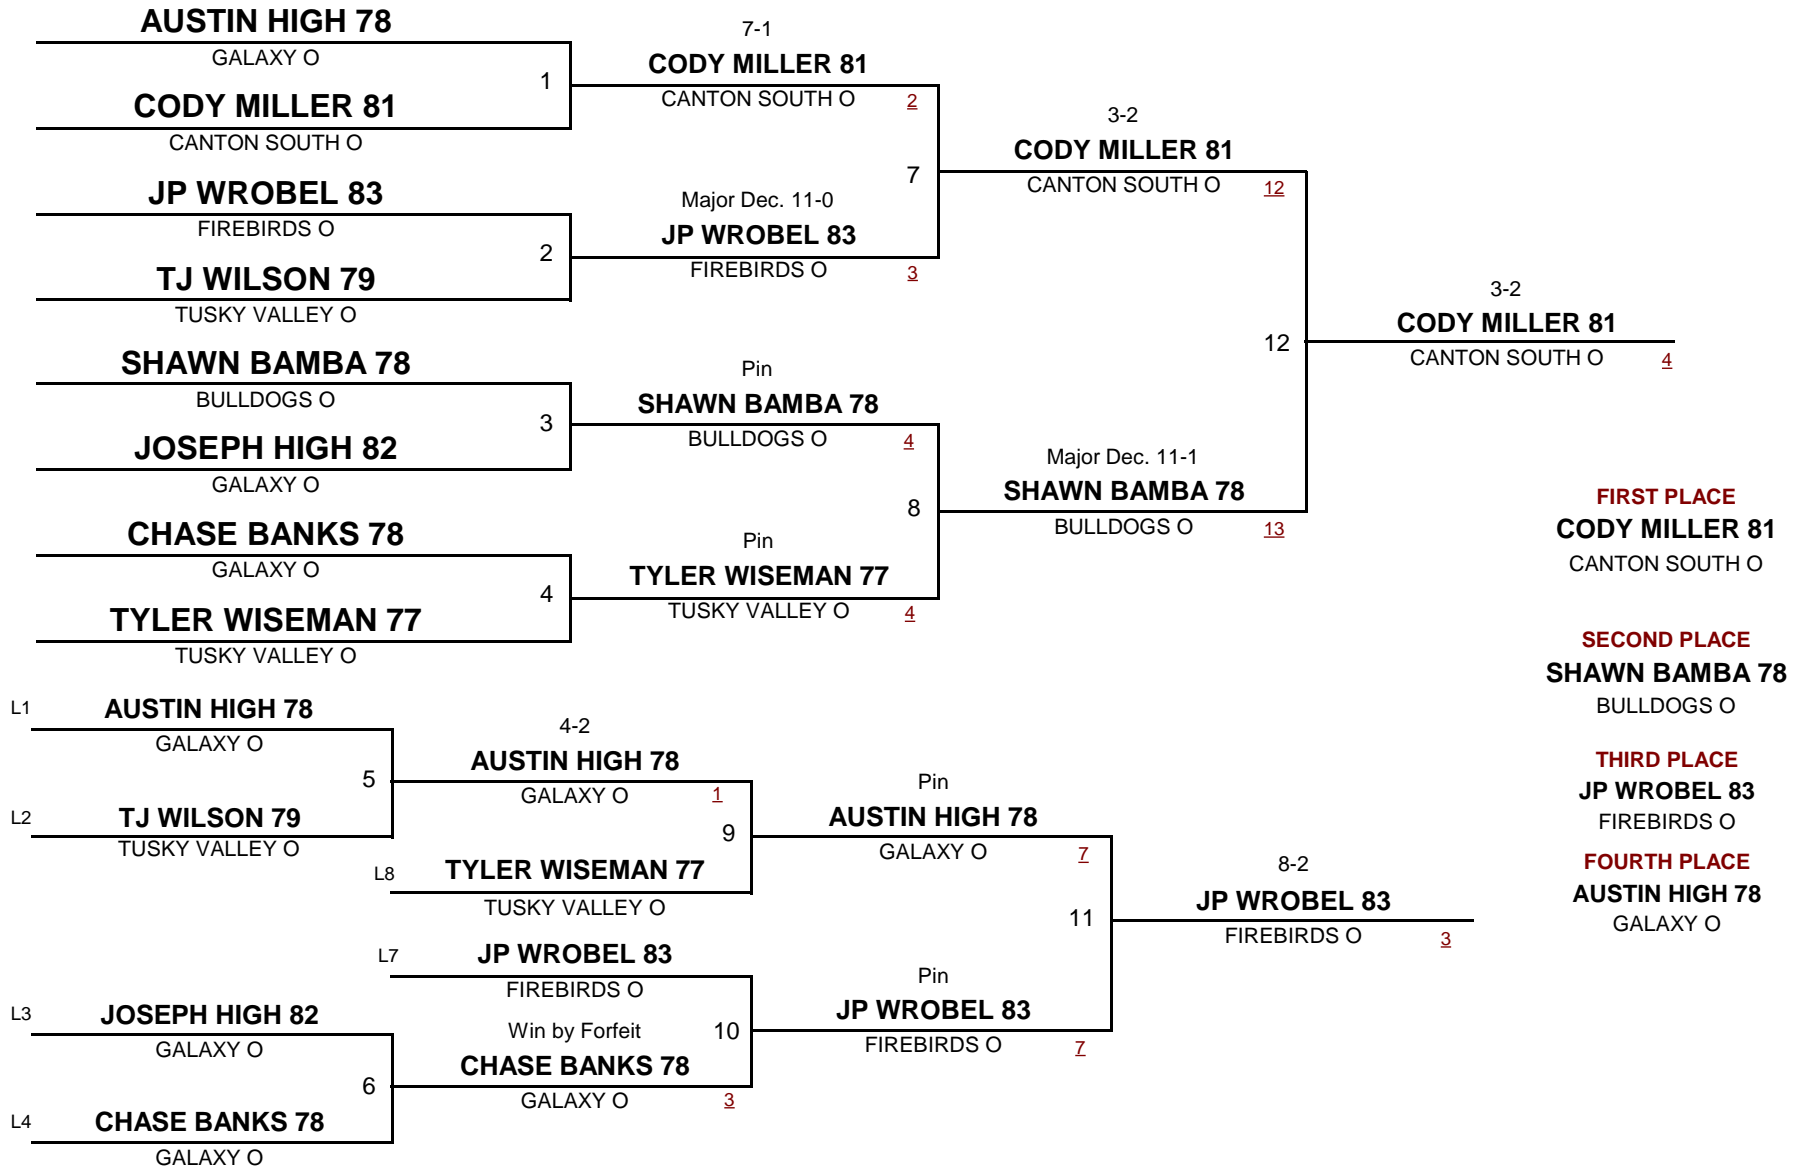 AUSTIN HIGH 78
GALAXY O
1
CODY MILLER 81
CANTON SOUTH O
JP WROBEL 83
FIREBIRDS O
2
TJ WILSON 79
TUSKY VALLEY O
SHAWN BAMBA 78
BULLDOGS O
3
JOSEPH HIGH 82
GALAXY O
CHASE BANKS 78
GALAXY O
4
TYLER WISEMAN 77
TUSKY VALLEY O
7-1
CODY MILLER 81
CANTON SOUTH O 2
7
Major Dec. 11-0
JP WROBEL 83
FIREBIRDS O 3
Pin
SHAWN BAMBA 78
BULLDOGS O 4
8
Pin
TYLER WISEMAN 77
TUSKY VALLEY O 4
3-2
CODY MILLER 81
CANTON SOUTH O 12
12
Major Dec. 11-1
SHAWN BAMBA 78
BULLDOGS O 13
3-2
CODY MILLER 81
CANTON SOUTH O 4
FIRST PLACE
CODY MILLER 81
CANTON SOUTH O
SECOND PLACE
SHAWN BAMBA 78
BULLDOGS O
THIRD PLACE
JP WROBEL 83
FIREBIRDS O
FOURTH PLACE
AUSTIN HIGH 78
GALAXY O
L1 AUSTIN HIGH 78
GALAXY O
5
L2 TJ WILSON 79
TUSKY VALLEY O
L3 JOSEPH HIGH 82
GALAXY O
6
L4 CHASE BANKS 78
GALAXY O
4-2
AUSTIN HIGH 78
GALAXY O 1
9
L8 TYLER WISEMAN 77
TUSKY VALLEY O
L7 JP WROBEL 83
FIREBIRDS O
Win by Forfeit 10
CHASE BANKS 78
GALAXY O 3
Pin
AUSTIN HIGH 78
GALAXY O 7
11
Pin
JP WROBEL 83
FIREBIRDS O 7
8-2
JP WROBEL 83
FIREBIRDS O 3